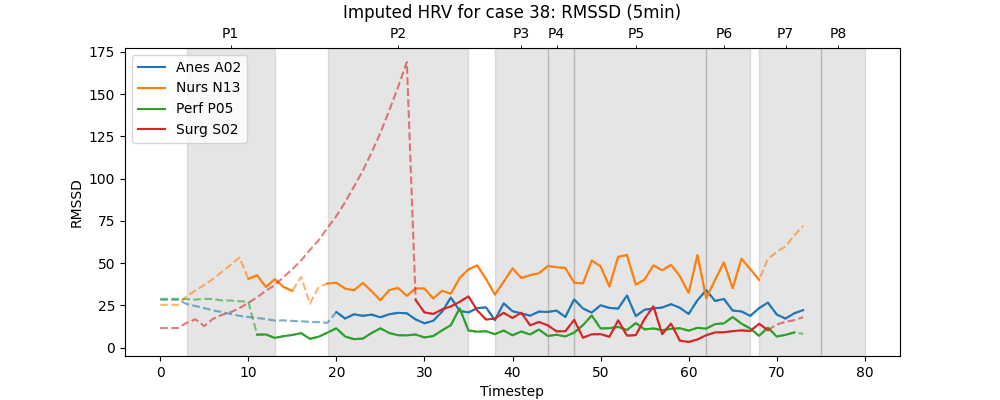 Imputed HRV for case 38: RMSSD (5min)
P1 P2 P3 P4 P5 P6 P7 P8
Anes A02
Nurs N13
Perf P05
Surg S02
RMSSD
175
150
125
100
75
50
25
0
0 10 20 30 40 50 60 70 80
Timestep